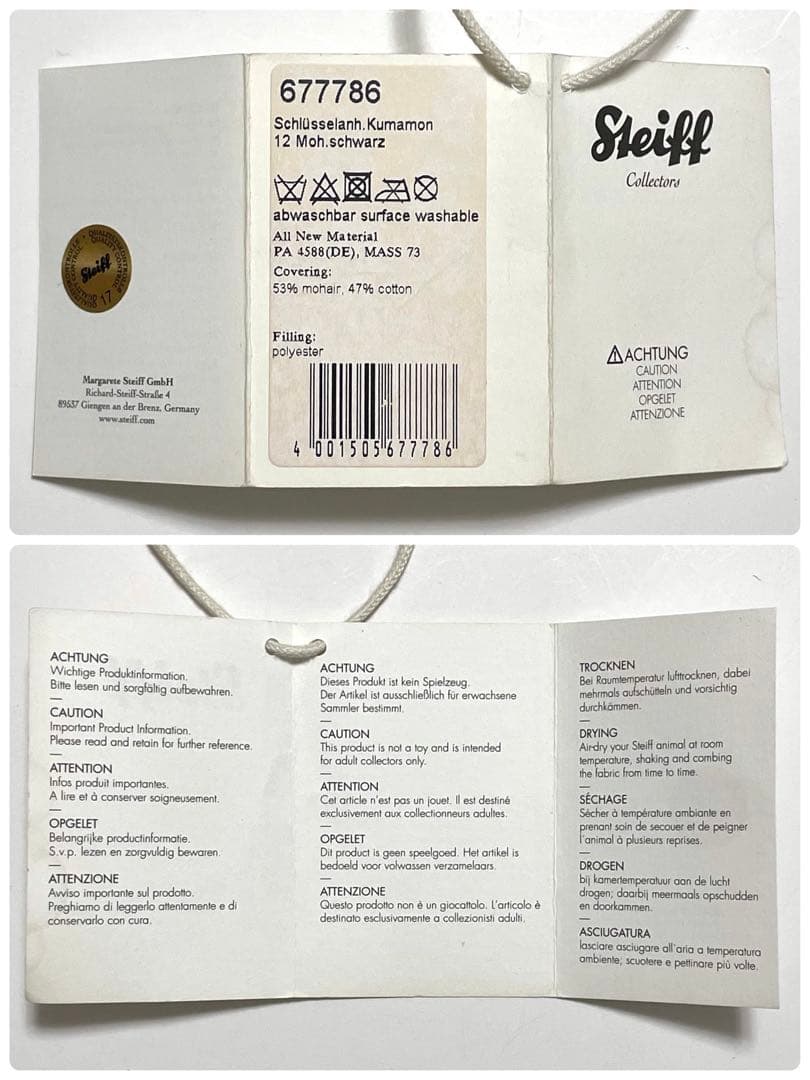 QUALITÄTSKONTROLLE • QUALITY CONTROL
Steiff
17
Margarete Steiff GmbH
Richard-Steiff-Straße 4
89537 Giengen an der Brenz, Germany
www.steiff.com
677786
Schlüsselanh.Kumamon
12 Moh.schwarz
abwaschbar surface washable
All New Material
PA 4588(DE), MASS 73
Covering:
53% mohair, 47% cotton
Filling:
polyester
4 001505 677786
Steiff
Collectors
ACHTUNG
CAUTION
ATTENTION
OPGELET
ATTENZIONE
ACHTUNG
Wichtige Produktinformation.
Bitte lesen und sorgfältig aufbewahren.
—
CAUTION
Important Product Information.
Please read and retain for further reference.
—
ATTENTION
Infos produit importantes.
A lire et à conserver soigneusement.
—
OPGELET
Belangrijke productinformatie.
S.v.p. lezen en zorgvuldig bewaren.
—
ATTENZIONE
Avviso importante sul prodotto.
Preghiamo di leggerlo attentamente e di
conservarlo con cura.
ACHTUNG
Dieses Produkt ist kein Spielzeug.
Der Artikel ist ausschließlich für erwachsene
Sammler bestimmt.
—
CAUTION
This product is not a toy and is intended
for adult collectors only.
—
ATTENTION
Cet article n'est pas un jouet. Il est destiné
exclusivement aux collectionneurs adultes.
—
OPGELET
Dit product is geen speelgoed. Het artikel is
bedoeld voor volwassen verzamelaars.
—
ATTENZIONE
Questo prodotto non è un giocattolo. L'articolo è
destinato esclusivamente a collezionisti adulti.
TROCKNEN
Bei Raumtemperatur lufttrocknen, dabei
mehrmals aufschütteln und vorsichtig
durchkämmen.
—
DRYING
Air-dry your Steiff animal at room
temperature, shaking and combing
the fabric from time to time.
—
SÉCHAGE
Sécher à température ambiante en
prenant soin de secouer et de peigner
l'animal à plusieurs reprises.
—
DROGEN
bij kamertemperatuur aan de lucht
drogen; daarbij meermaals opschudden
en doorkammen.
—
ASCIUGATURA
lasciare asciugare all'aria a temperatura
ambiente; scuotere e pettinare più volte.